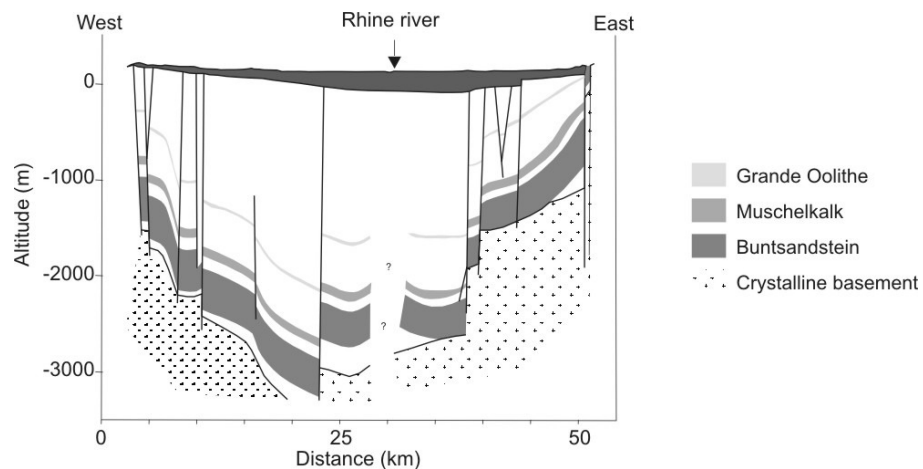 West
Rhine river
East
0
-1000
-2000
-3000
Altitude (m)
?
?
0
25
50
Distance (km)
Grande Oolithe
Muschelkalk
Buntsandstein
Crystalline basement